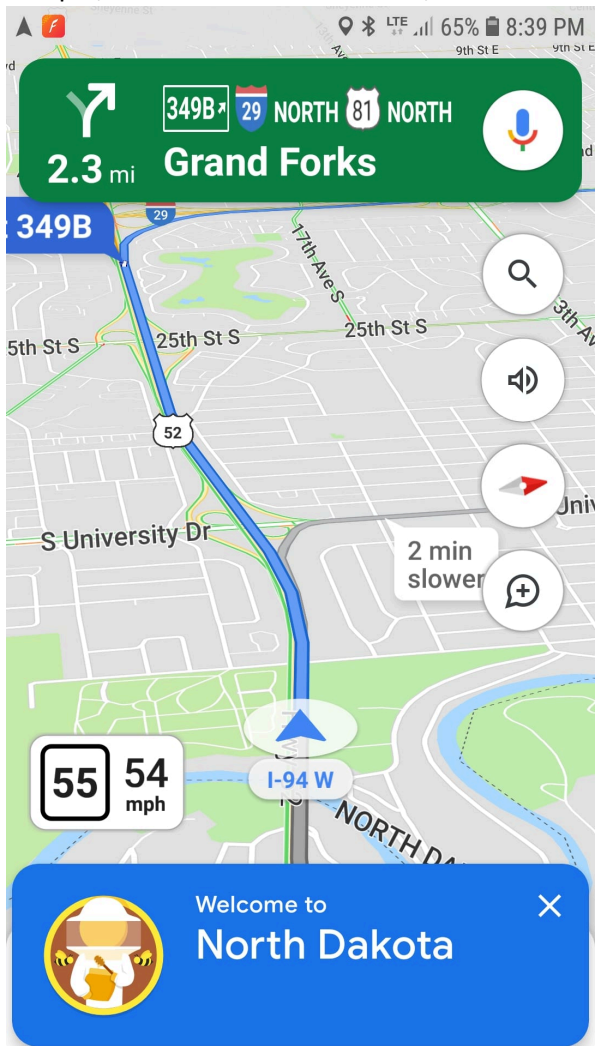 LTE 65% 8:39 PM
9th St E
9th St E
349B 29 NORTH 81 NORTH
2.3 mi Grand Forks
29
349B
17th Ave S
25th St S
25th St S
5th St S
52
S University Dr
2 min
slower
55
54
mph
I-94 W
NORTH DA
Welcome to
North Dakota